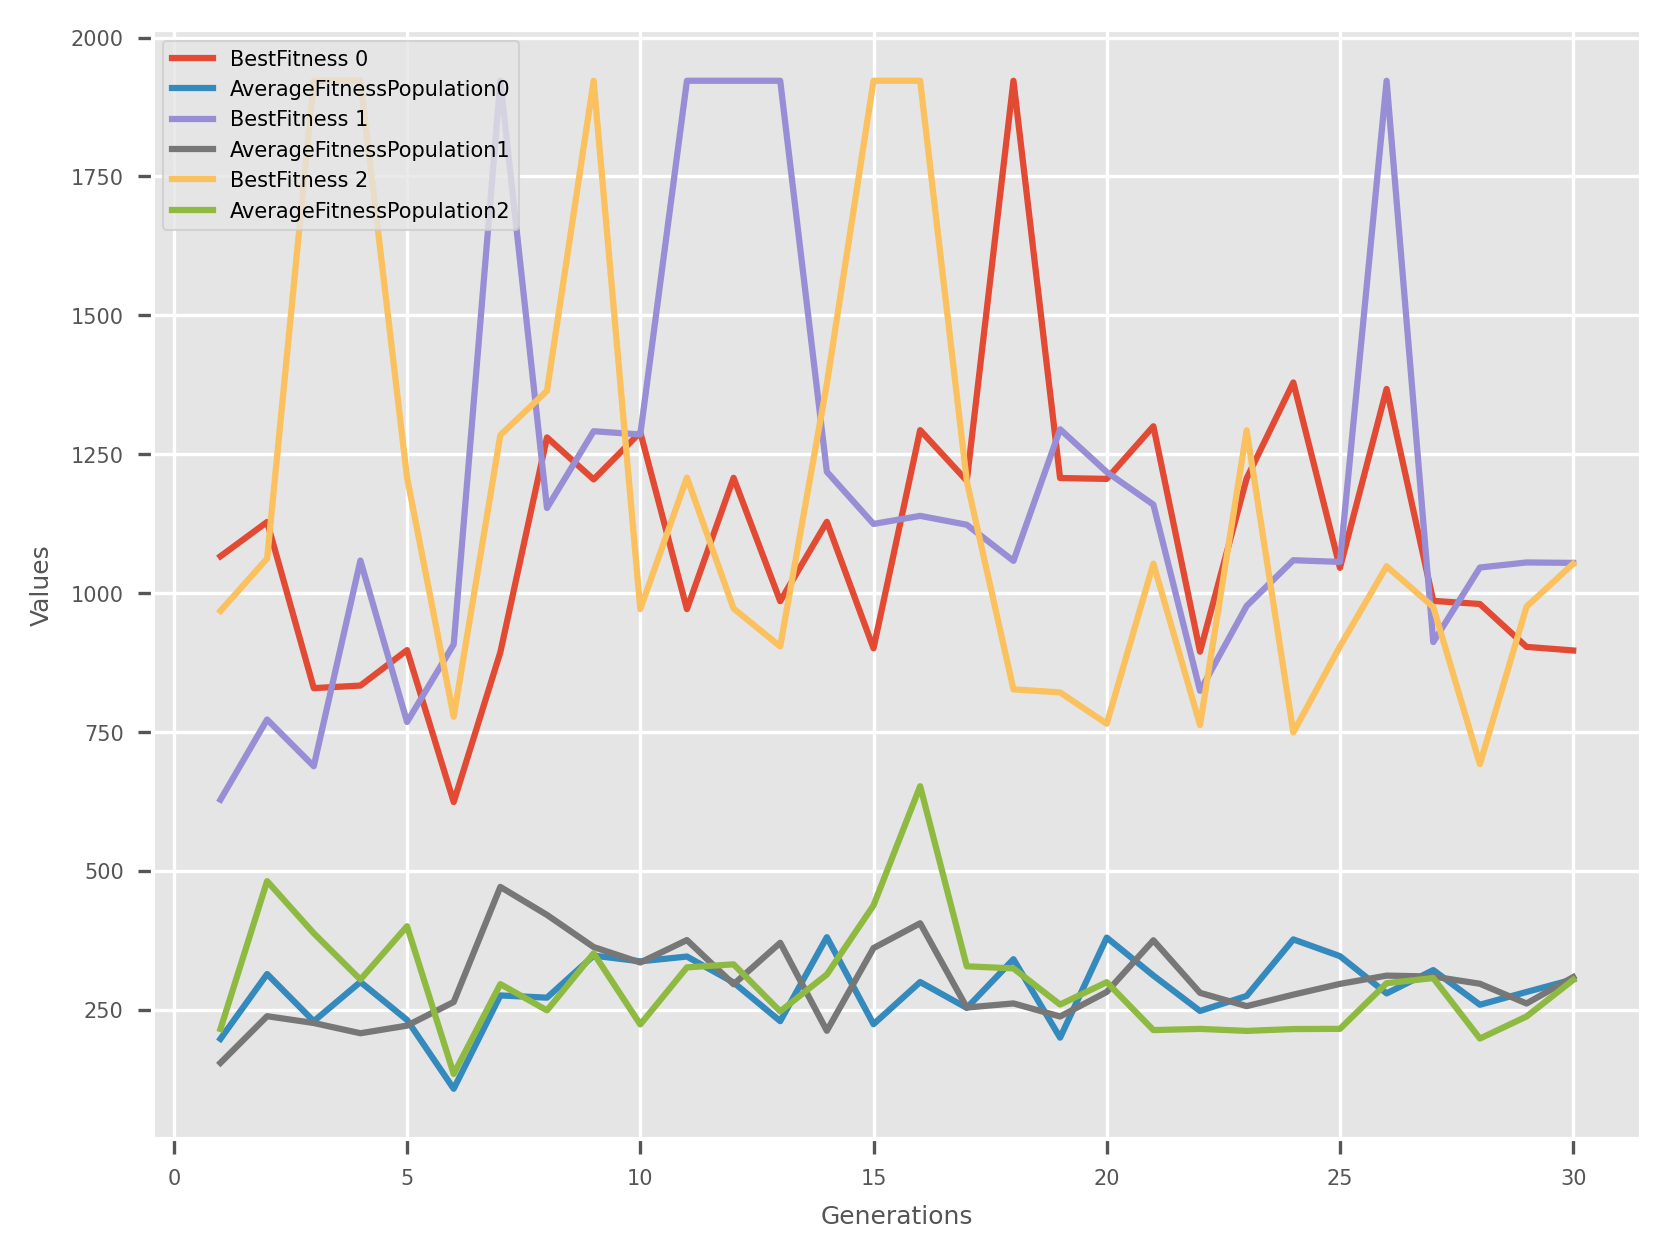 2000
1750
1500
1250
1000
750
500
250
Values
BestFitness 0
AverageFitnessPopulation0
BestFitness 1
AverageFitnessPopulation1
BestFitness 2
AverageFitnessPopulation2
0 5 10 15 20 25 30
Generations